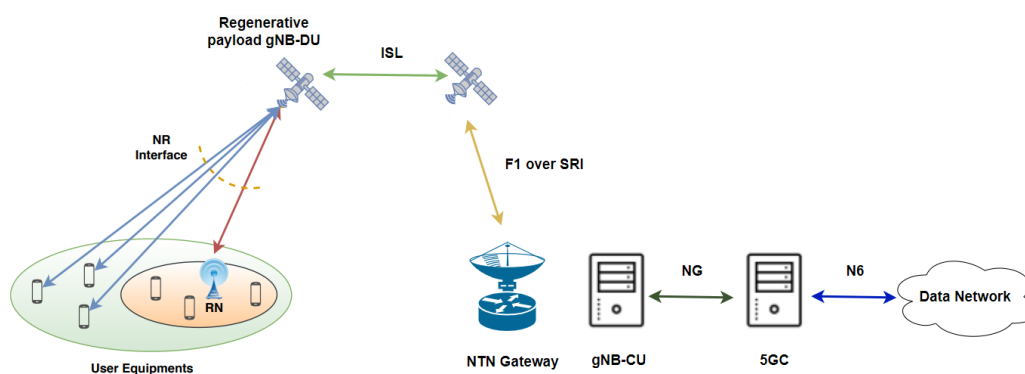 Regenerative
payload gNB-DU
ISL
NR
Interface
F1 over SRI
RN
NG
N6
Data Network
User Equipments
NTN Gateway
gNB-CU
5GC